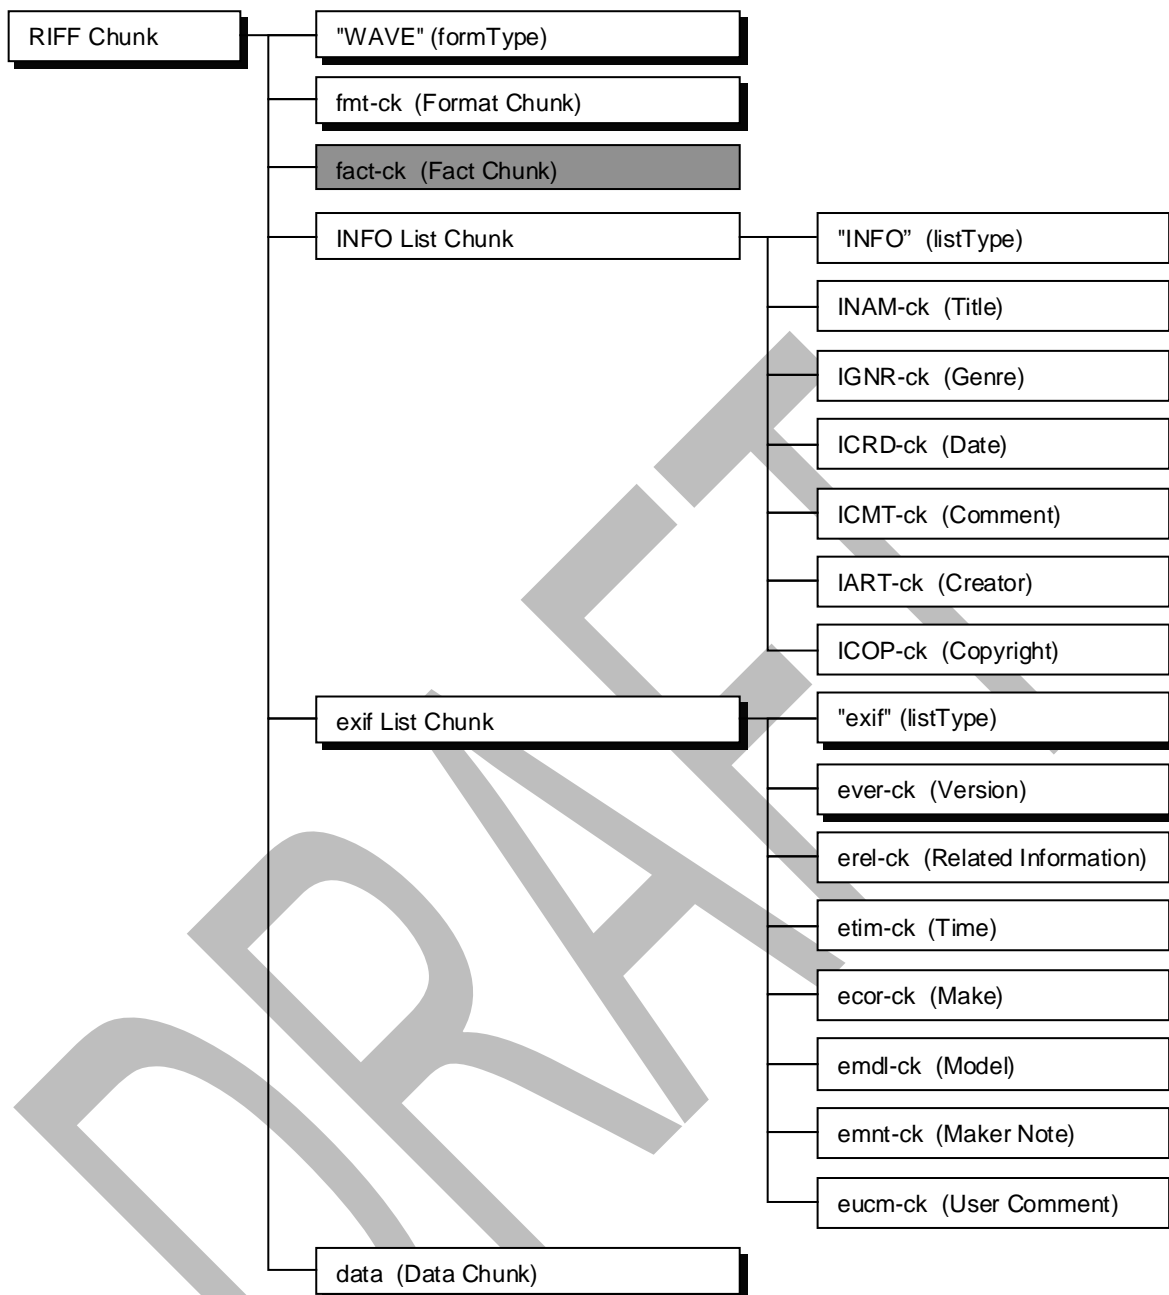 RIFF Chunk
"WAVE" (formType)
fmt-ck (Format Chunk)
fact-ck (Fact Chunk)
INFO List Chunk
"INFO” (listType)
INAM-ck (Title)
IGNR-ck (Genre)
ICRD-ck (Date)
ICMT-ck (Comment)
IART-ck (Creator)
ICOP-ck (Copyright)
exif List Chunk
"exif" (listType)
ever-ck (Version)
erel-ck (Related Information)
etim-ck (Time)
ecor-ck (Make)
emdl-ck (Model)
emnt-ck (Maker Note)
eucm-ck (User Comment)
data (Data Chunk)
DRAFT